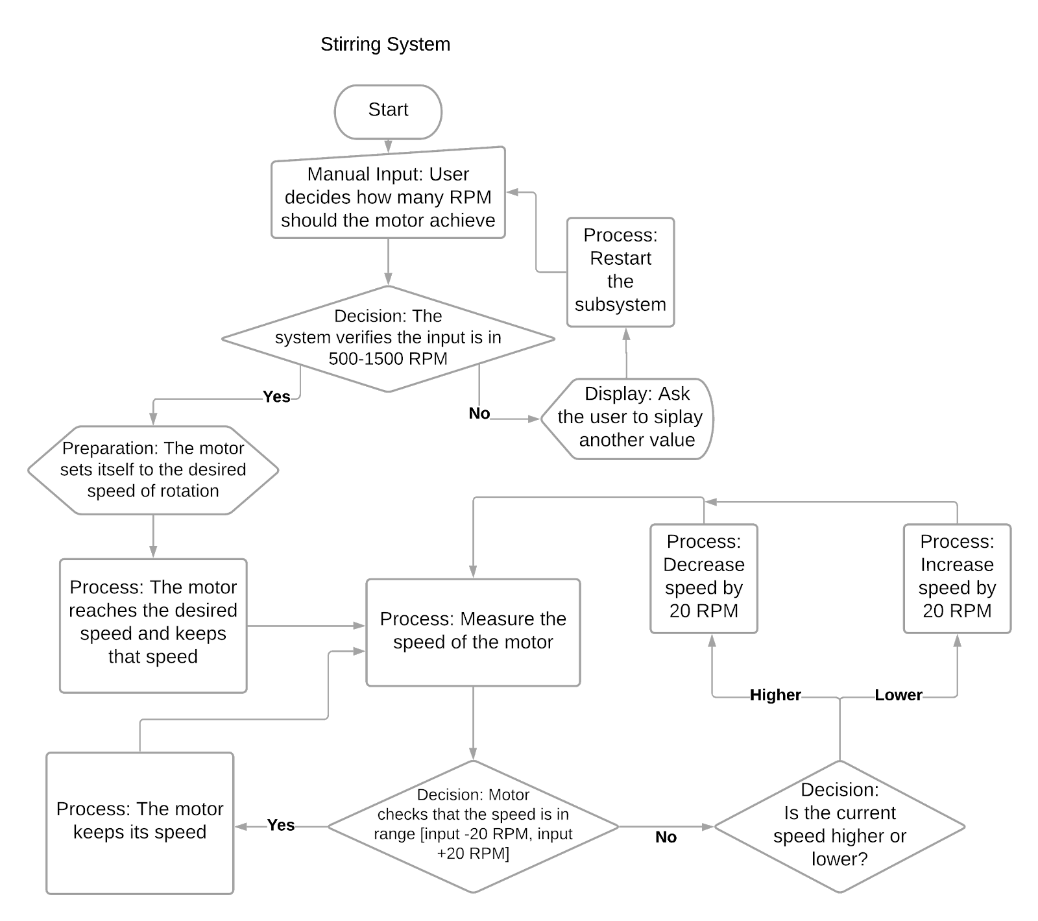 Stirring System
Start
Manual Input: User
decides how many RPM
should the motor achieve
Process:
Restart
the
subsystem
Decision: The
system verifies the input is in
500-1500 RPM
Yes
No
Display: Ask
the user to siplay
another value
Preparation: The motor
sets itself to the desired
speed of rotation
Process: The motor
reaches the desired
speed and keeps
that speed
Process: Measure the
speed of the motor
Process:
Decrease
speed by
20 RPM
Process:
Increase
speed by
20 RPM
Higher
Lower
Process: The motor
keeps its speed
Yes
Decision: Motor
checks that the speed is in
range [input -20 RPM, input
+20 RPM]
No
Decision:
Is the current
speed higher or
lower?